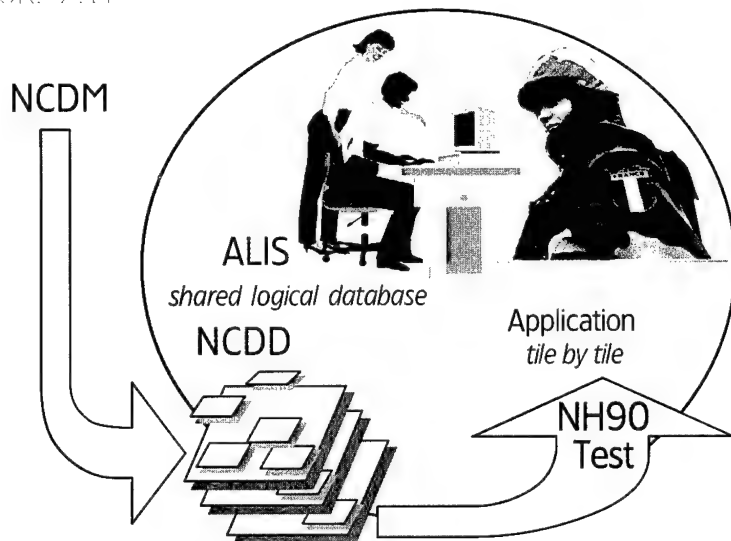 NCDM
ALIS
shared logical database
NCDD
Application
tile by tile
NH90
Test